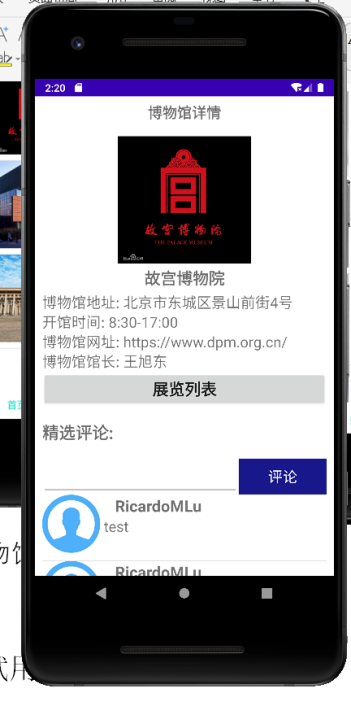 2:20
博物馆详情
故宫博物院
THE PALACE MUSEUM
故宫博物院
博物馆地址: 北京市东城区景山前街4号
开馆时间: 8:30-17:00
博物馆网址: https://www.dpm.org.cn/
博物馆馆长: 王旭东
展览列表
精选评论:
评论
RicardoMLu
test
RicardoMLu